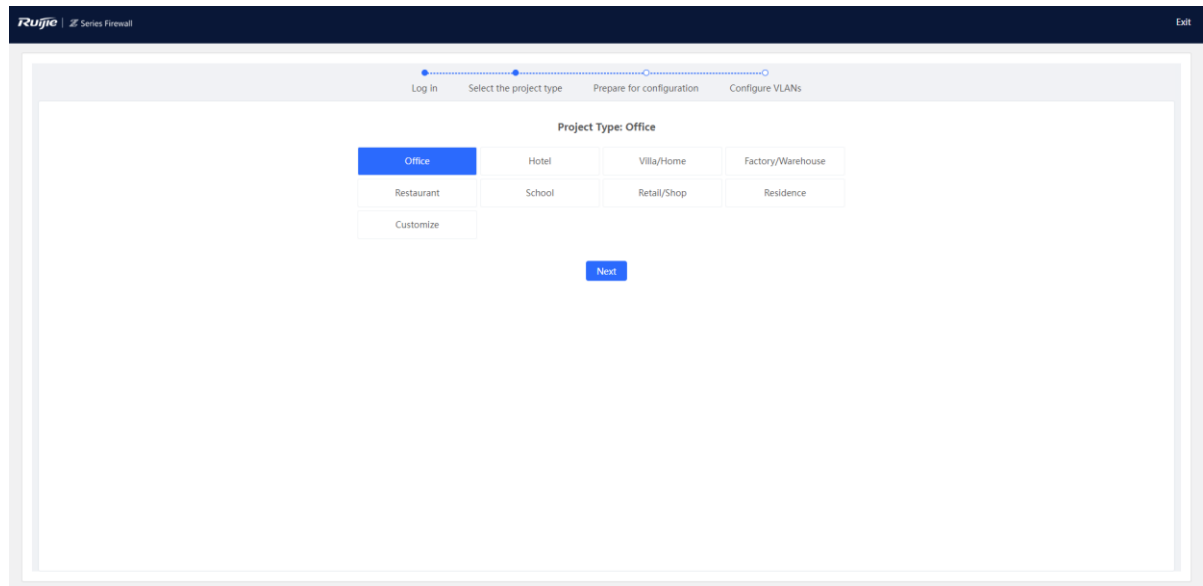 Ruijie | Z Series Firewall
Exit
Log in Select the project type Prepare for configuration Configure VLANs
Project Type: Office
Office Hotel Villa/Home Factory/Warehouse
Restaurant School Retail/Shop Residence
Customize
Next